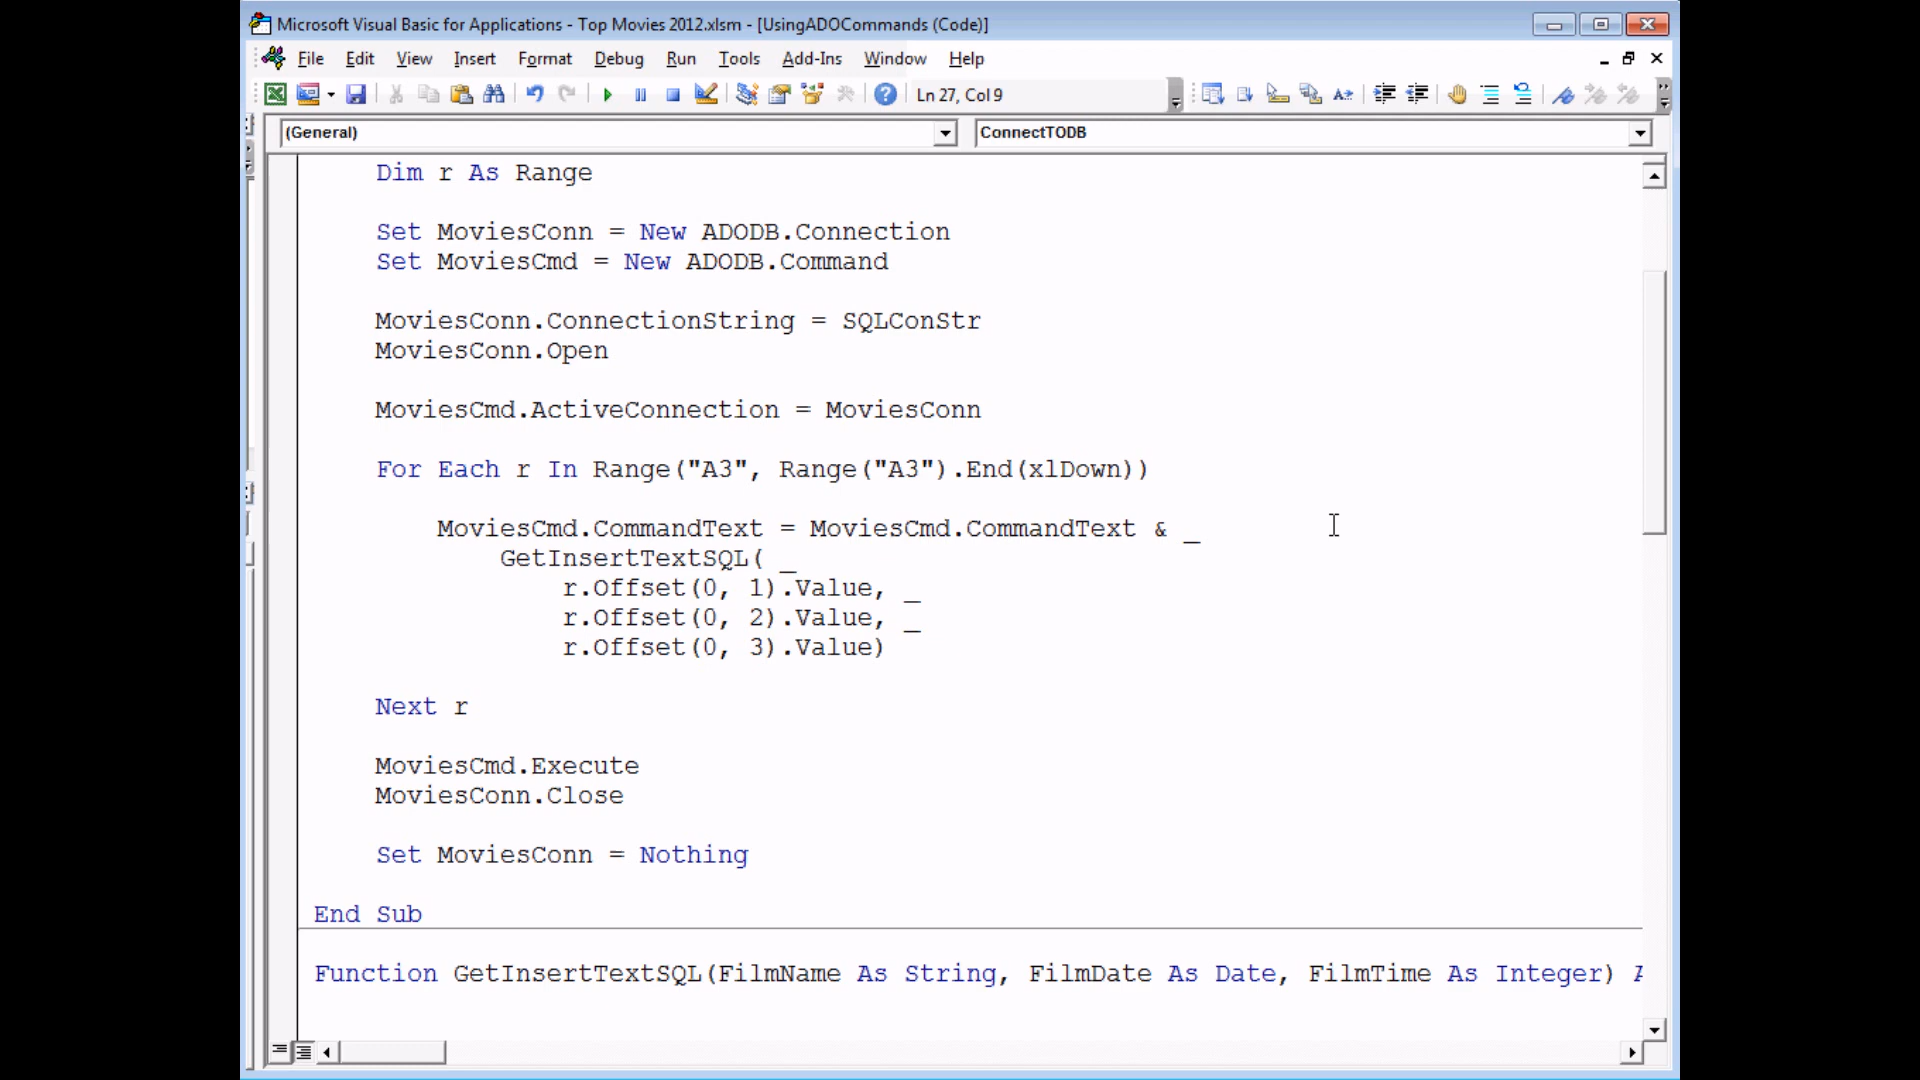 Microsoft Visual Basic for Applications - Top Movies 2012.xlsm - [UsingADOCommands (Code)]
File Edit View Insert Format Debug Run Tools Add-Ins Window Help
Ln 27, Col 9
(General) ConnectTODB
Dim r As Range
Set MoviesConn = New ADODB.Connection
Set MoviesCmd = New ADODB.Command
MoviesConn.ConnectionString = SQLConStr
MoviesConn.Open
MoviesCmd.ActiveConnection = MoviesConn
For Each r In Range("A3", Range("A3").End(xlDown))
MoviesCmd.CommandText = MoviesCmd.CommandText & _
GetInsertTextSQL( _
r.Offset(0, 1).Value, _
r.Offset(0, 2).Value, _
r.Offset(0, 3).Value)
Next r
MoviesCmd.Execute
MoviesConn.Close
Set MoviesConn = Nothing
End Sub
Function GetInsertTextSQL(FilmName As String, FilmDate As Date, FilmTime As Integer)